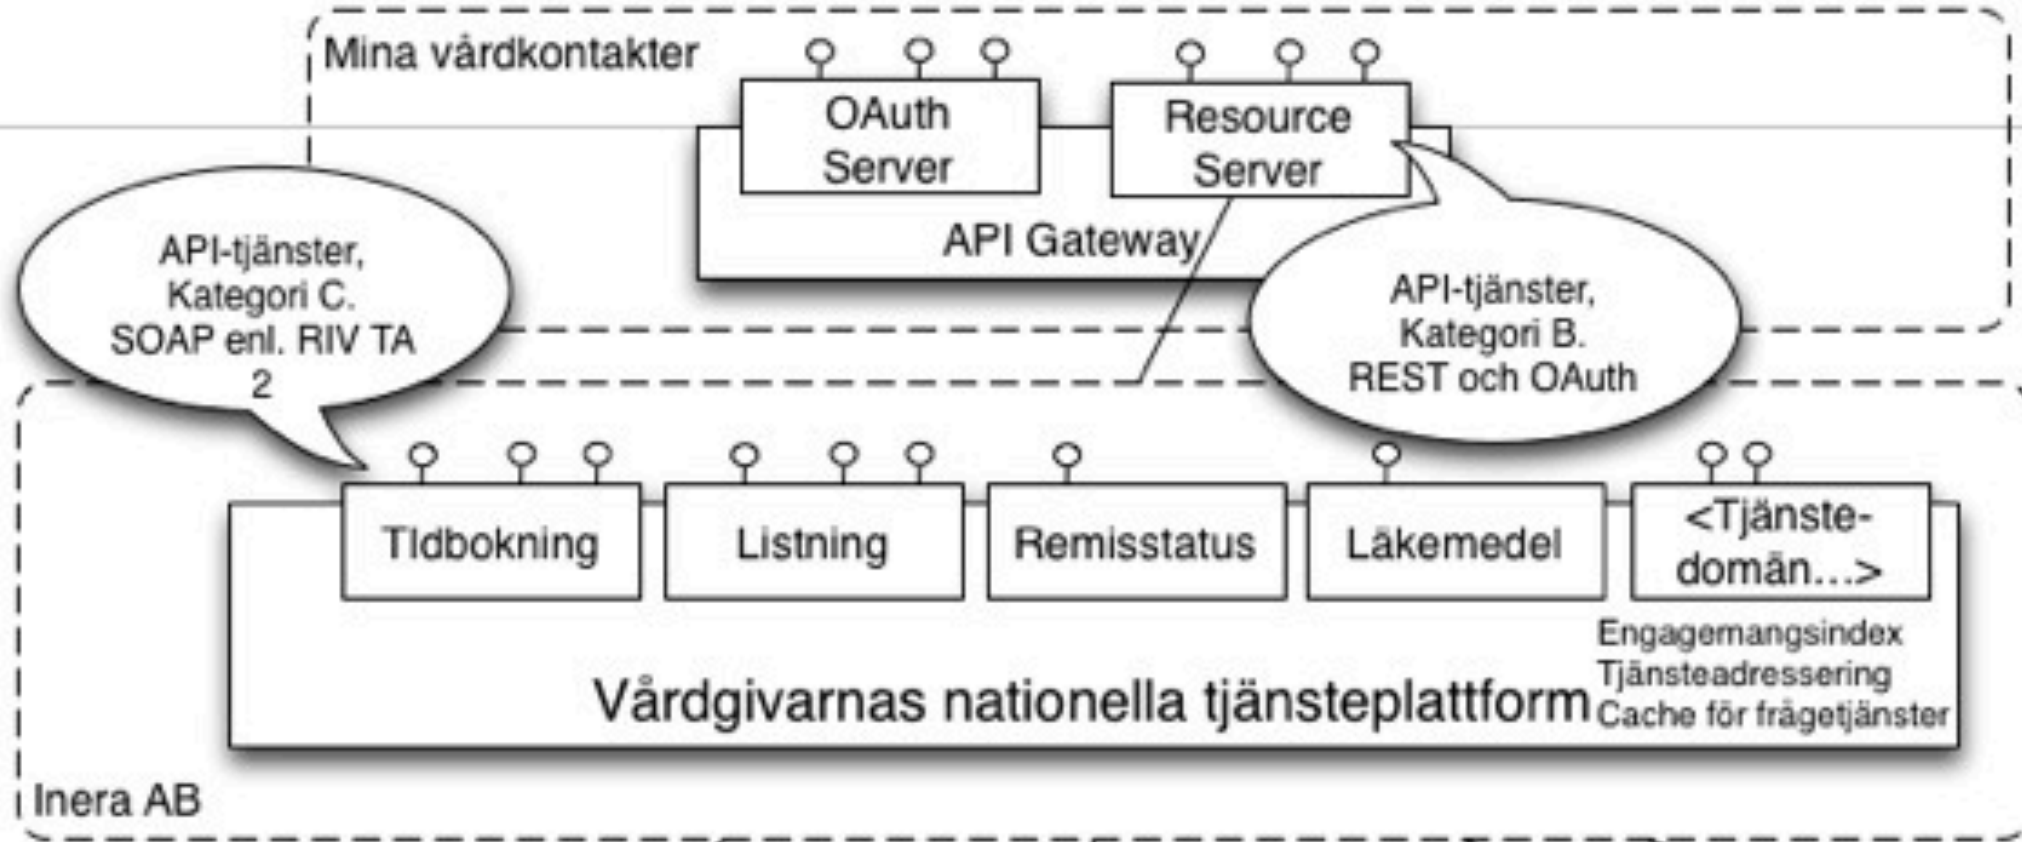 Mina vårdkontakter
OAuth
Server
Resource
Server
API Gateway
API-tjänster,
Kategori C.
SOAP enl. RIV TA
2
API-tjänster,
Kategori B.
REST och OAuth
TIdbokning
Listning
Remisstatus
Läkemedel
<Tjänste-
domän...>
Engagemangsindex
Tjänsteadressering
Cache för frågetjänster
Vårdgivarnas nationella tjänsteplattform
Inera AB